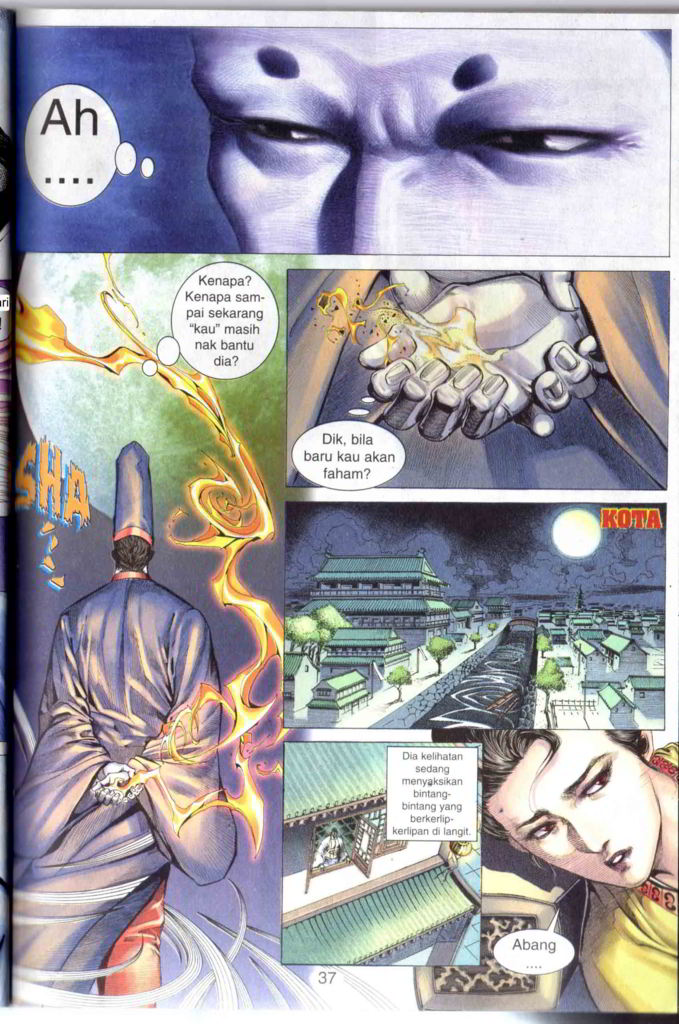 Ah
....
Kenapa?
Kenapa sam-
pai sekarang
“kau” masih
nak bantu
dia?
ri
!
SHA
Dik, bila
baru kau akan
faham?
KOTA
Dia kelihatan
sedang
menyaksikan
bintang-
bintang yang
berkerlip-
kerlipan di langit.
Abang
....
37